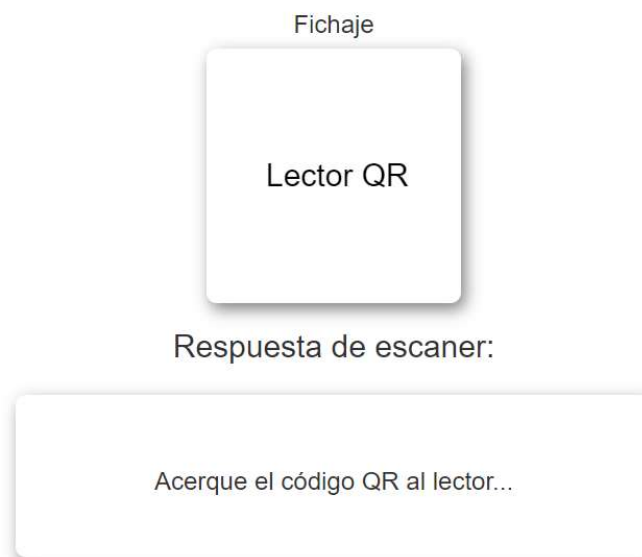 Fichaje
Lector QR
Respuesta de escaner:
Acerque el código QR al lector...